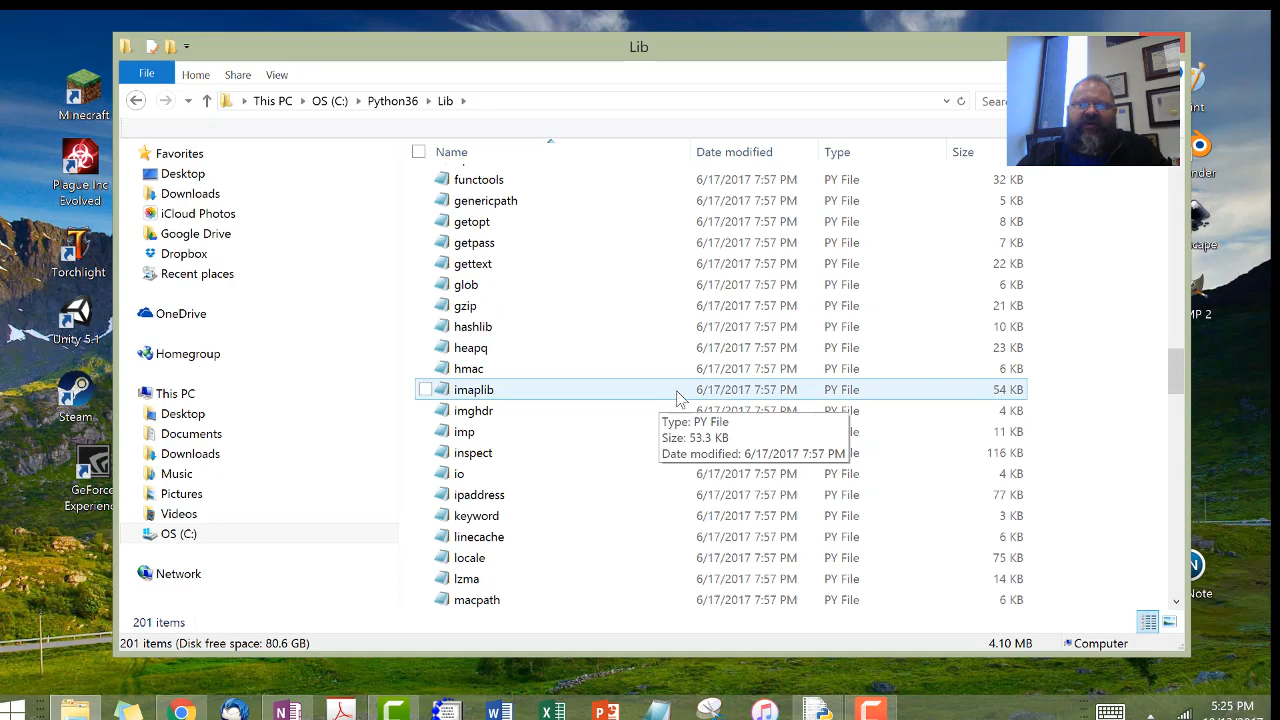 Lib
File Home Share View
This PC OS (C:) Python36 Lib
Sear
Name Date modified Type Size
Minecraft
Plague Inc
Evolved
Torchlight
Unity 5.1
Steam
GeForce
Experienc
Favorites
Desktop
Downloads
iCloud Photos
Google Drive
Dropbox
Recent places
OneDrive
Homegroup
This PC
Desktop
Documents
Downloads
Music
Pictures
Videos
OS (C:)
Network
functools 6/17/2017 7:57 PM PY File 32 KB
genericpath 6/17/2017 7:57 PM PY File 5 KB
getopt 6/17/2017 7:57 PM PY File 8 KB
getpass 6/17/2017 7:57 PM PY File 7 KB
gettext 6/17/2017 7:57 PM PY File 22 KB
glob 6/17/2017 7:57 PM PY File 6 KB
gzip 6/17/2017 7:57 PM PY File 21 KB
hashlib 6/17/2017 7:57 PM PY File 10 KB
heapq 6/17/2017 7:57 PM PY File 23 KB
hmac 6/17/2017 7:57 PM PY File 6 KB
imaplib 6/17/2017 7:57 PM PY File 54 KB
imghdr 6/17/2017 7:57 PM PY File 4 KB
imp 11 KB
inspect 116 KB
Type: PY File
Size: 53.3 KB
Date modified: 6/17/2017 7:57 PM
io 6/17/2017 7:57 PM PY File 4 KB
ipaddress 6/17/2017 7:57 PM PY File 77 KB
keyword 6/17/2017 7:57 PM PY File 3 KB
linecache 6/17/2017 7:57 PM PY File 6 KB
locale 6/17/2017 7:57 PM PY File 75 KB
lzma 6/17/2017 7:57 PM PY File 14 KB
macpath 6/17/2017 7:57 PM PY File 6 KB
201 items
201 items (Disk free space: 80.6 GB) 4.10 MB Computer
unt
nder
scape
MP 2
Note
5:25 PM